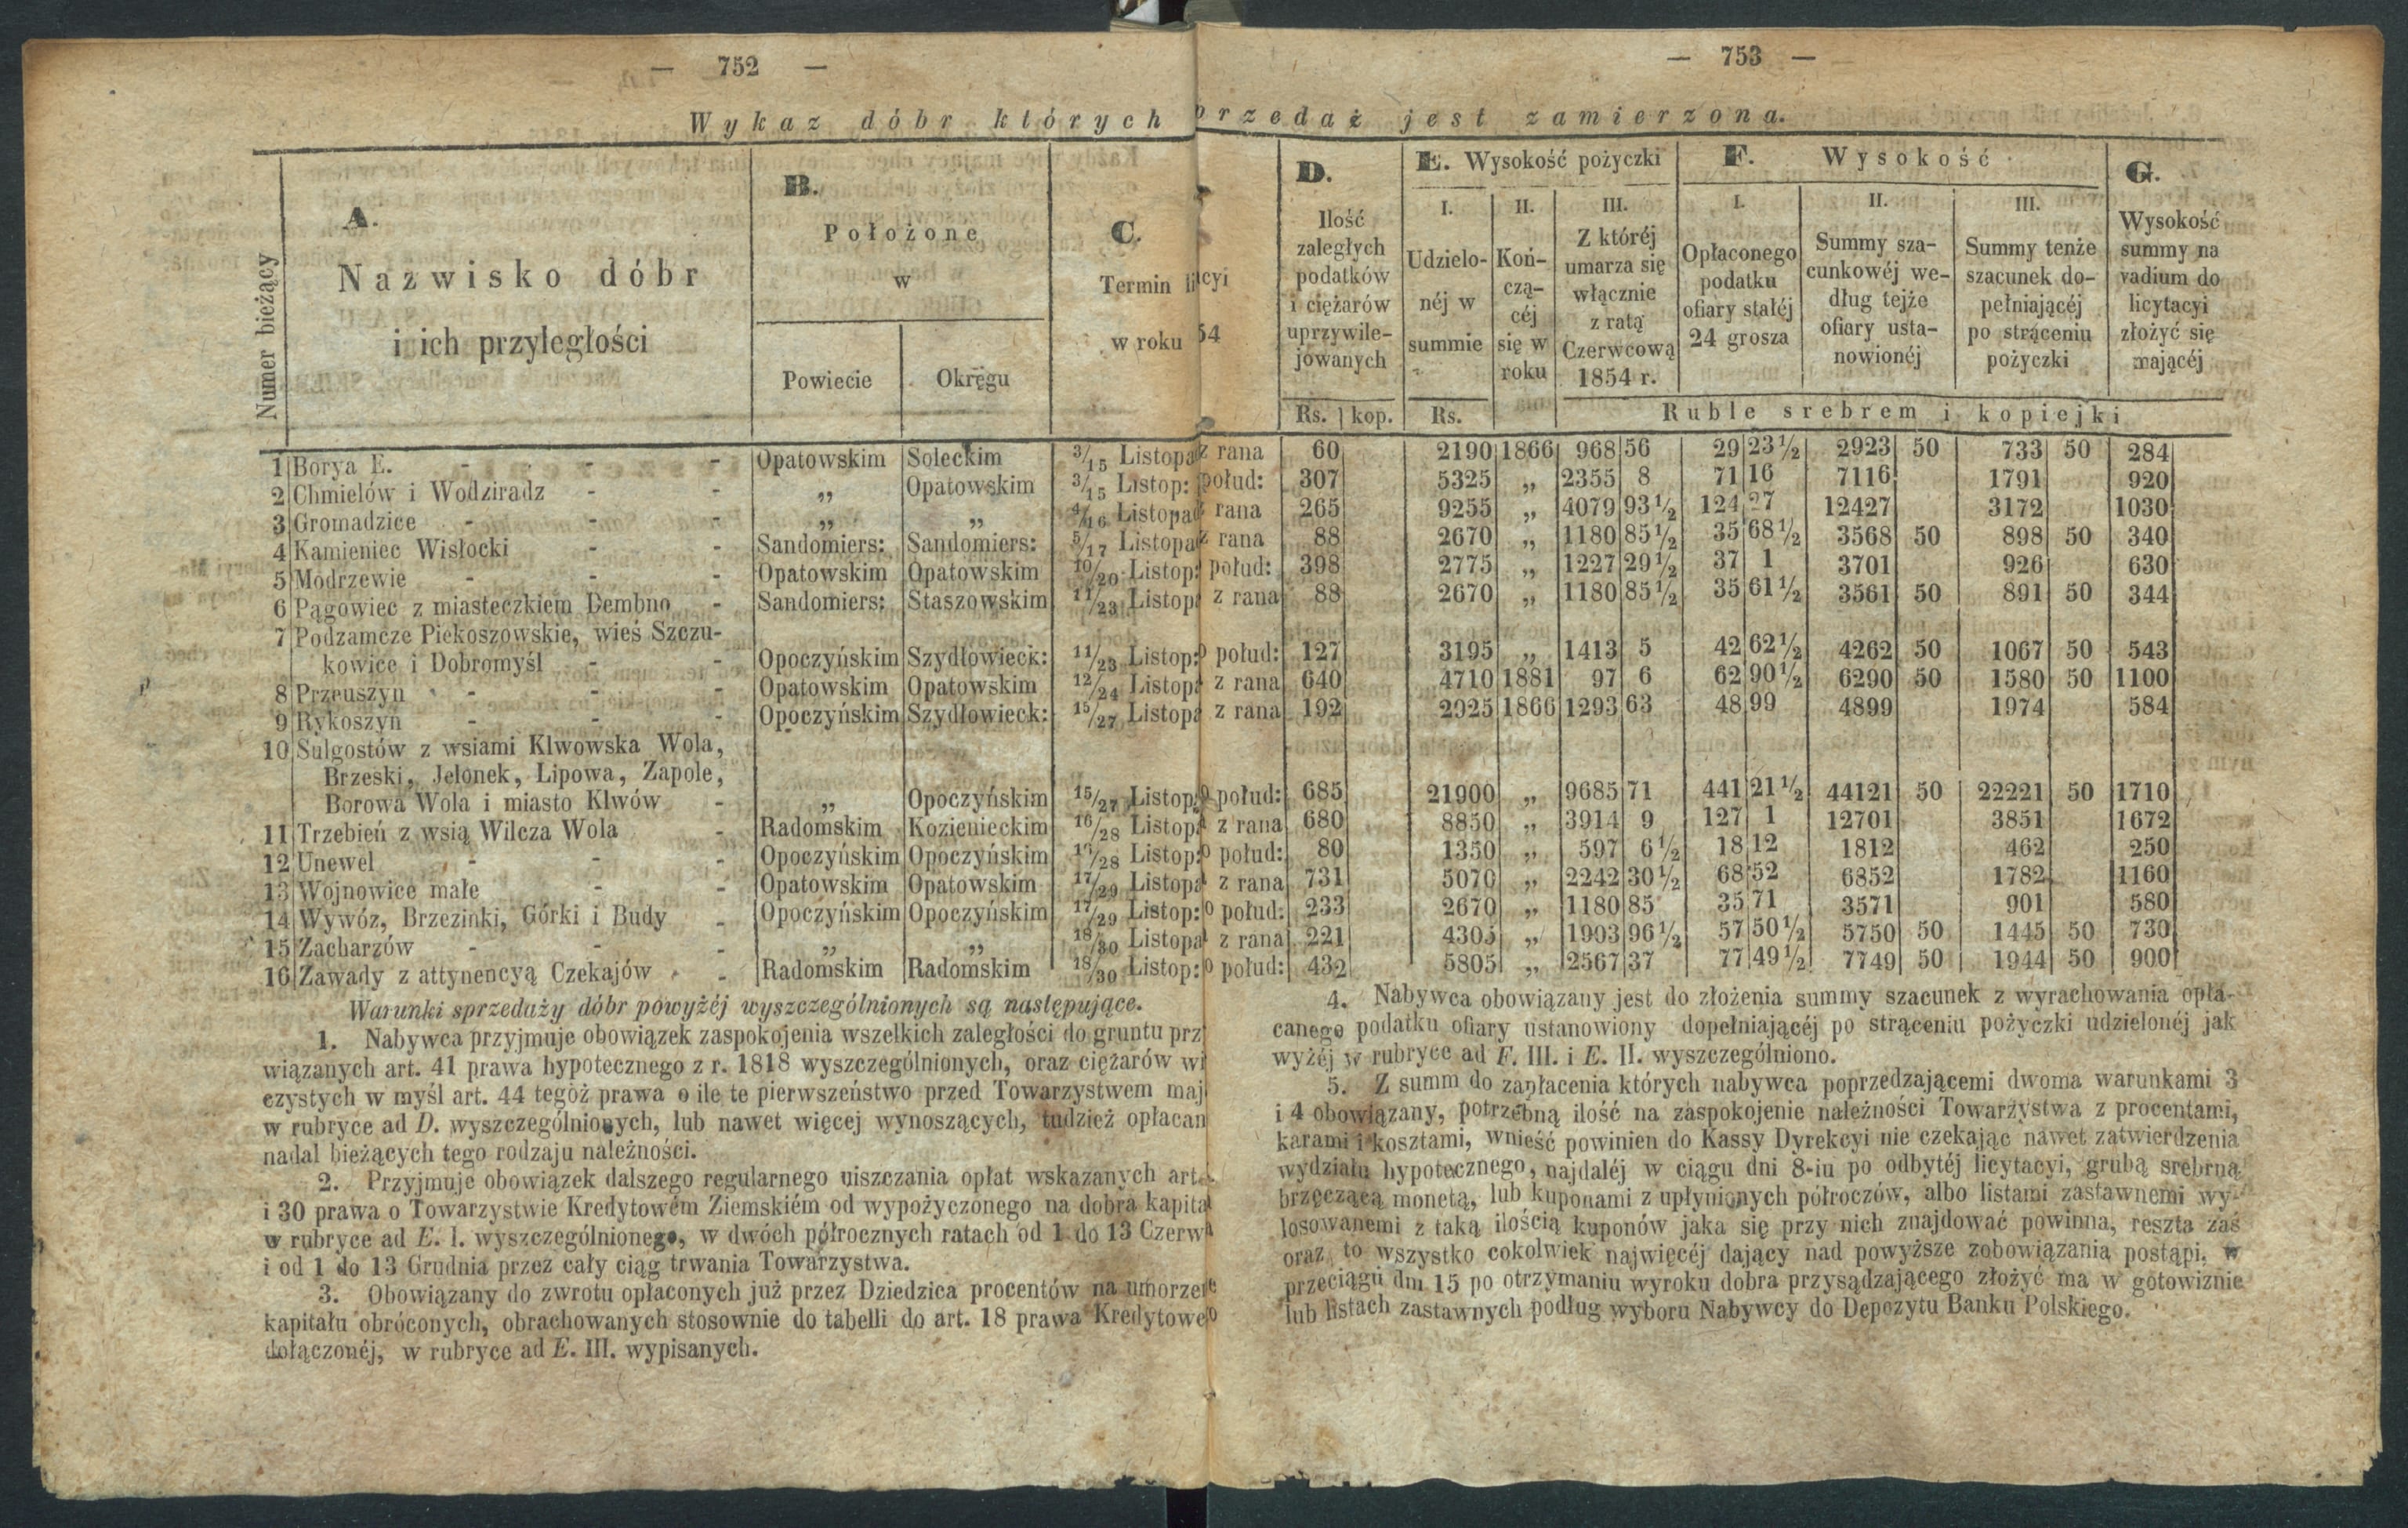 — 752 —
— 753 —
Wykaz dóbr których przedaż jest zamierzona.
Numer bieżący
A.
Nazwisko dóbr
i ich przyległości
B.
Położone
w
Powiecie Okręgu
C.
Termin li cyi
w roku 54
D.
Ilość
zaległych
podatków
i ciężarów
uprzywile-
jowanych
Rs. kop.
E. Wysokość pożyczki
I.
Udzielo-
néj w
summie
Rs.
II.
Koń-
czą-
céj
się w
roku
III.
Z któréj
umarza się
włącznie
z ratą
Czerwcową
1854 r.
F. Wysokość
I.
Opłaconego
podatku
ofiary stałéj
24 grosza
II.
Summy sza-
cunkowéj we-
dług tejże
ofiary usta-
nowionéj
III.
Summy tenże
szacunek do-
pełniającéj
po strąceniu
pożyczki
G.
Wysokość
summy na
vadium do
licytacyi
złożyć się
mającéj
Ruble srebrem i kopiejki
1 Borya E. - - - Opatowskim Soleckim 3/15 Listopa z rana 60 2190 1866 968 56 29 23½ 2923 50 733 50 284
2 Chmielów i Wodziradz - - „ Opatowskim 3/15 Listop: połud: 307 5325 „ 2355 8 71 16 7116 1791 920
3 Gromadzice - - - „ „ 4/16 Listopad rana 265 9255 „ 4079 93½ 124 27 12427 3172 1030
4 Kamieniec Wisłocki - - Sandomiers: Sandomiers: 5/17 Listopa z rana 88 2670 „ 1180 85½ 35 68½ 3568 50 898 50 340
5 Modrzewie - - - Opatowskim Opatowskim 10/20 Listop: połud: 398 2775 „ 1227 29½ 37 1 3701 926 630
6 Pągowiec z miasteczkiem Dembno - Sandomiers: Staszowskim 11/23 Listopa z rana 88 2670 „ 1180 85½ 35 61½ 3561 50 891 50 344
7 Podzamcze Piekoszowskie, wieś Szczu-
kowice i Dobromyśl - - Opoczyńskim Szydłowieck: 11/23 Listop: połud: 127 3195 „ 1413 5 42 62½ 4262 50 1067 50 543
8 Przeuszyn - - - Opatowskim Opatowskim 12/24 Listopa z rana 640 4710 1881 97 6 62 90½ 6290 50 1580 50 1100
9 Rykoszyn - - - Opoczyńskim Szydłowieck: 15/27 Listopa z rana 192 2925 1866 1293 63 48 99 4899 1974 584
10 Sulgostów z wsiami Klwowska Wola,
Brzeski, Jelonek, Lipowa, Zapole,
Borowa Wola i miasto Klwów - „ Opoczyńskim 15/27 Listop: połud: 685 21900 „ 9685 71 441 21½ 44121 50 22221 50 1710
11 Trzebień z wsią Wilcza Wola - Radomskim Kozienieckim 16/28 Listopa z rana 680 8850 „ 3914 9 127 1 12701 3851 1672
12 Unewel - - - Opoczyńskim Opoczyńskim 16/28 Listop: połud: 80 1350 „ 597 6½ 18 12 1812 462 250
13 Wojnowice małe - - Opatowskim Opatowskim 17/29 Listopa z rana 731 5070 „ 2242 30½ 68 52 6852 1782 1160
14 Wywóz, Brzezinki, Górki i Budy - Opoczyńskim Opoczyńskim 17/29 Listop: połud: 233 2670 „ 1180 85 35 71 3571 901 580
15 Zacharzów - - - „ „ 18/30 Listopa z rana 221 4305 „ 1903 96½ 57 50½ 5750 50 1445 50 730
16 Zawady z attynencyą Czekajów - - Radomskim Radomskim 18/30 Listop: połud: 432 5805 „ 2567 37 77 49½ 7749 50 1944 50 900
Warunki sprzedaży dóbr powyżéj wyszczególnionych są następujące.
1. Nabywca przyjmuje obowiązek zaspokojenia wszelkich zaległości do gruntu prz
wiązanych art. 41 prawa hypotecznego z r. 1818 wyszczególnionych, oraz ciężarów wi
czystych w myśl art. 44 tegoż prawa o ile te pierwszeństwo przed Towarzystwem maj
w rubryce ad D. wyszczególnionych, lub nawet więcej wynoszących, tudzież opłacan
nadal bieżących tego rodzaju należności.
2. Przyjmuje obowiązek dalszego regularnego uiszczania opłat wskazanych art.
i 30 prawa o Towarzystwie Kredytowém Ziemskiém od wypożyczonego na dobra kapita
w rubryce ad E. I. wyszczególnionego, w dwóch półrocznych ratach od 1 do 13 Czerw
i od 1 do 13 Grudnia przez cały ciąg trwania Towarzystwa.
3. Obowiązany do zwrotu opłaconych już przez Dziedzica procentów na umorzen
kapitału obróconych, obrachowanych stosownie do tabelli do art. 18 prawa Kredytowego
dołączonéj, w rubryce ad E. III. wypisanych.
4. Nabywca obowiązany jest do złożenia summy szacunek z wyrachowania opła-
canego podatku ofiary ustanowiony dopełniającéj po strąceniu pożyczki udzielonéj jak
wyżéj w rubryce ad F. III. i E. II. wyszczególniono.
5. Z summ do zapłacenia których nabywca poprzedzającemi dwoma warunkami 3
i 4 obowiązany, potrzebną ilość na zaspokojenie należności Towarzystwa z procentami,
karami i kosztami, wnieść powinien do Kassy Dyrekcyi nie czekając nawet zatwierdzenia
wydziału hypotecznego, najdaléj w ciągu dni 8-iu po odbytéj licytacyi, grubą srebrną
brzęczącą monetą, lub kuponami z upłynionych półroczów, albo listami zastawnemi wy-
losowanemi z taką ilością kuponów jaka się przy nich znajdować powinna, reszta zaś
oraz to wszystko cokolwiek najwięcéj dający nad powyższe zobowiązania postąpi, w
przeciągu dni 15 po otrzymaniu wyroku dobra przysądzającego złożyć ma w gotowiznie
lub listach zastawnych podług wyboru Nabywcy do Depozytu Banku Polskiego.